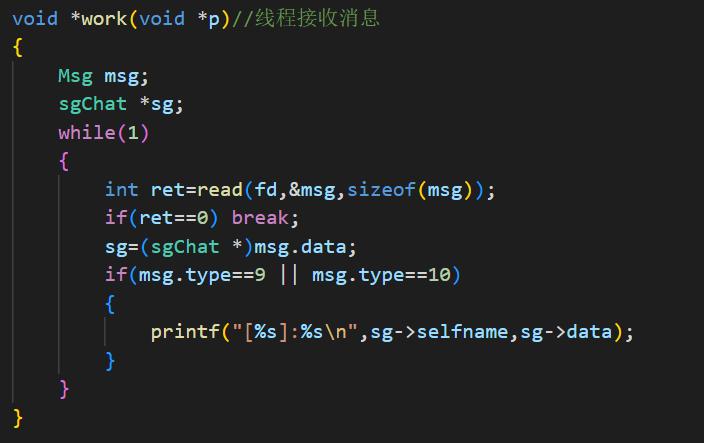 void *work(void *p)//线程接收消息
{
    Msg msg;
    sgChat *sg;
    while(1)
    {
        int ret=read(fd,&msg,sizeof(msg));
        if(ret==0) break;
        sg=(sgChat *)msg.data;
        if(msg.type==9 || msg.type==10)
        {
            printf("[%s]:%s\n",sg->selfname,sg->data);
        }
    }
}